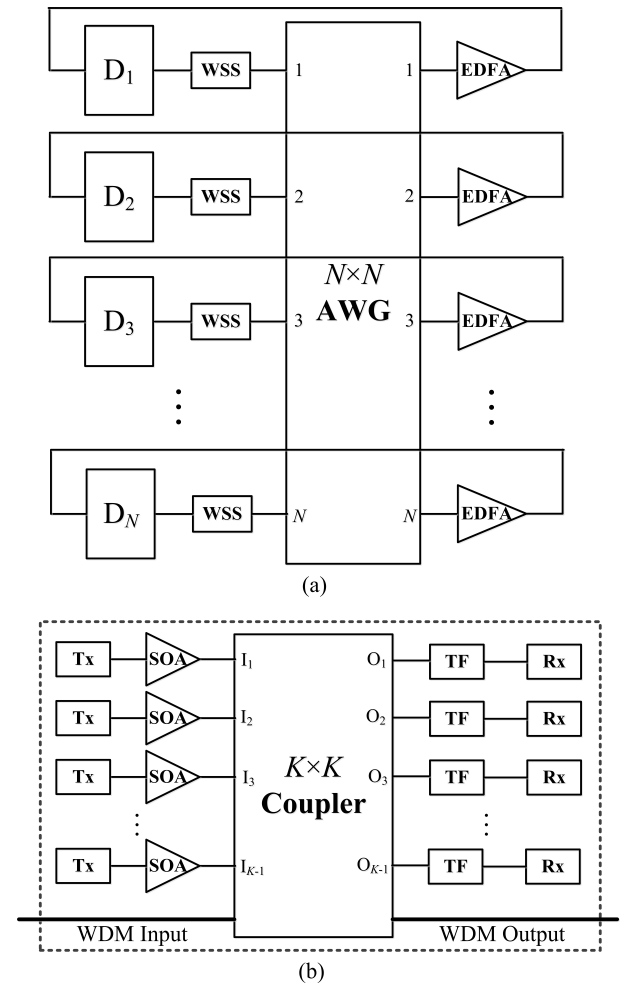 D1 WSS 1 1 EDFA
D2 WSS 2 2 EDFA
N×N
AWG
D3 WSS 3 3 EDFA
DN WSS N N EDFA
(a)
Tx SOA I1 O1 TF Rx
Tx SOA I2 O2 TF Rx
K×K
Coupler
Tx SOA I3 O3 TF Rx
Tx SOA IK-1 OK-1 TF Rx
WDM Input WDM Output
(b)